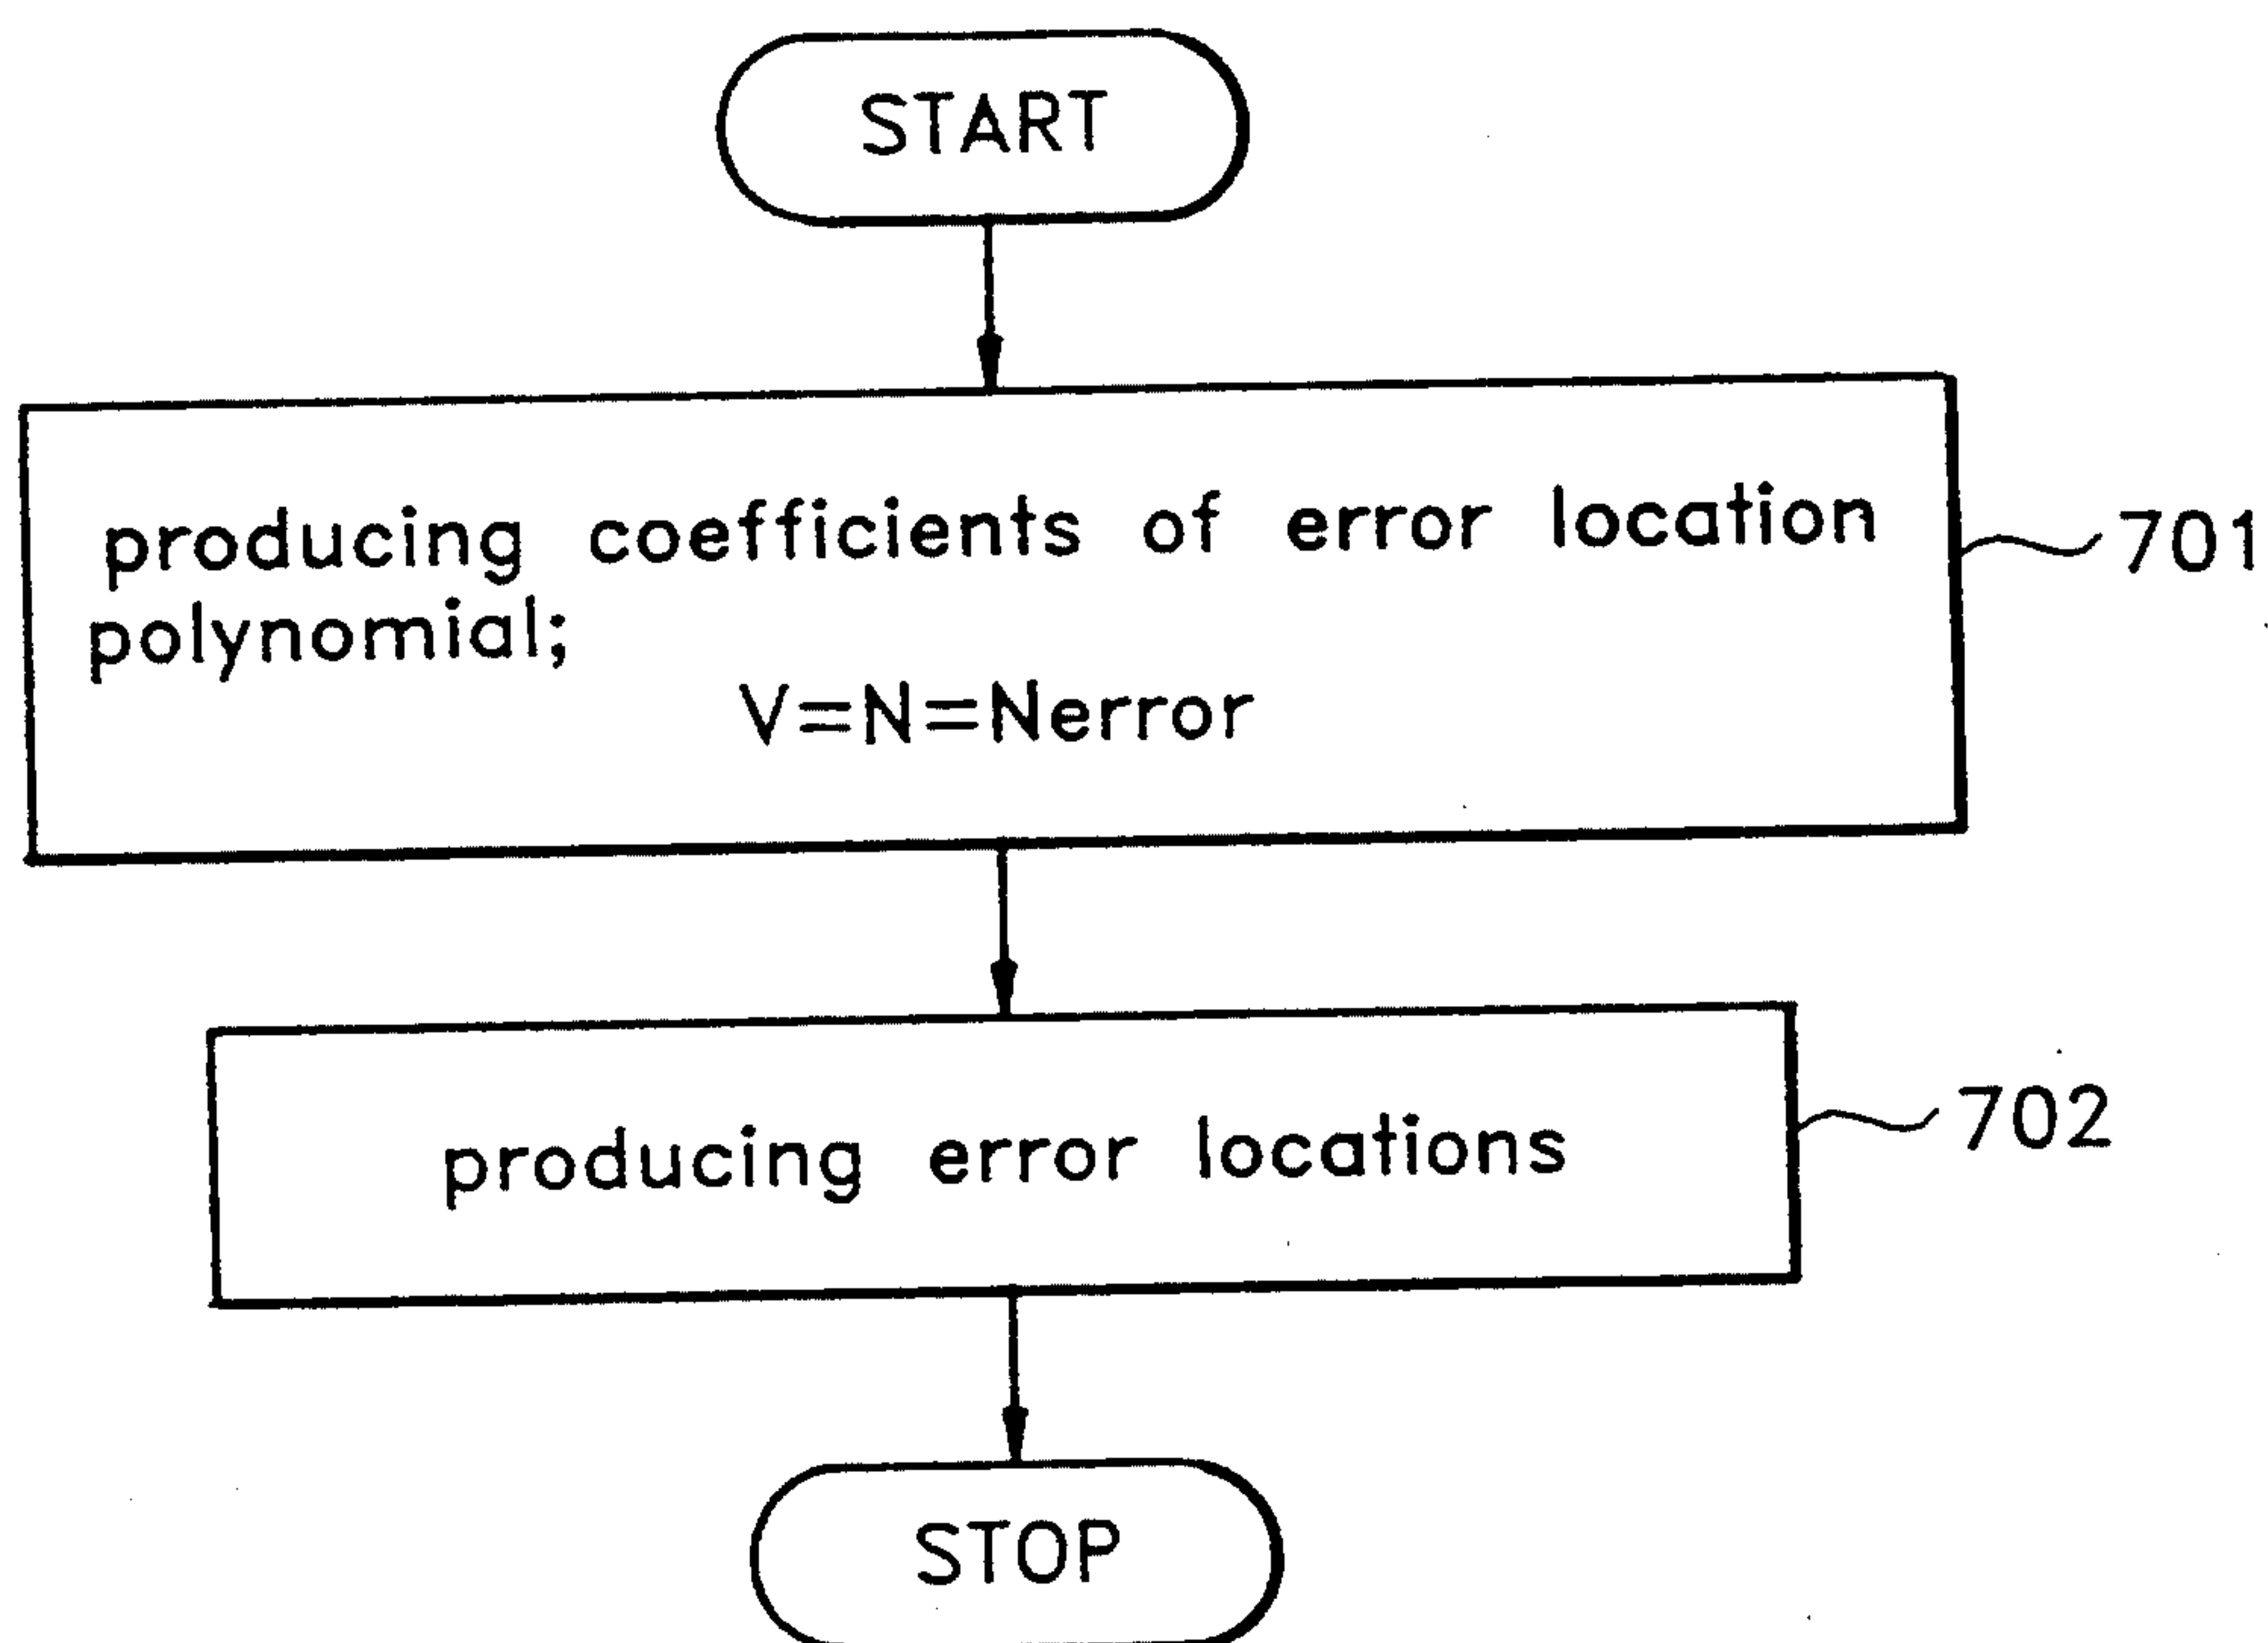 START
producing coefficients of error location
polynomial;
V=N=Nerror
701
producing error locations
702
STOP